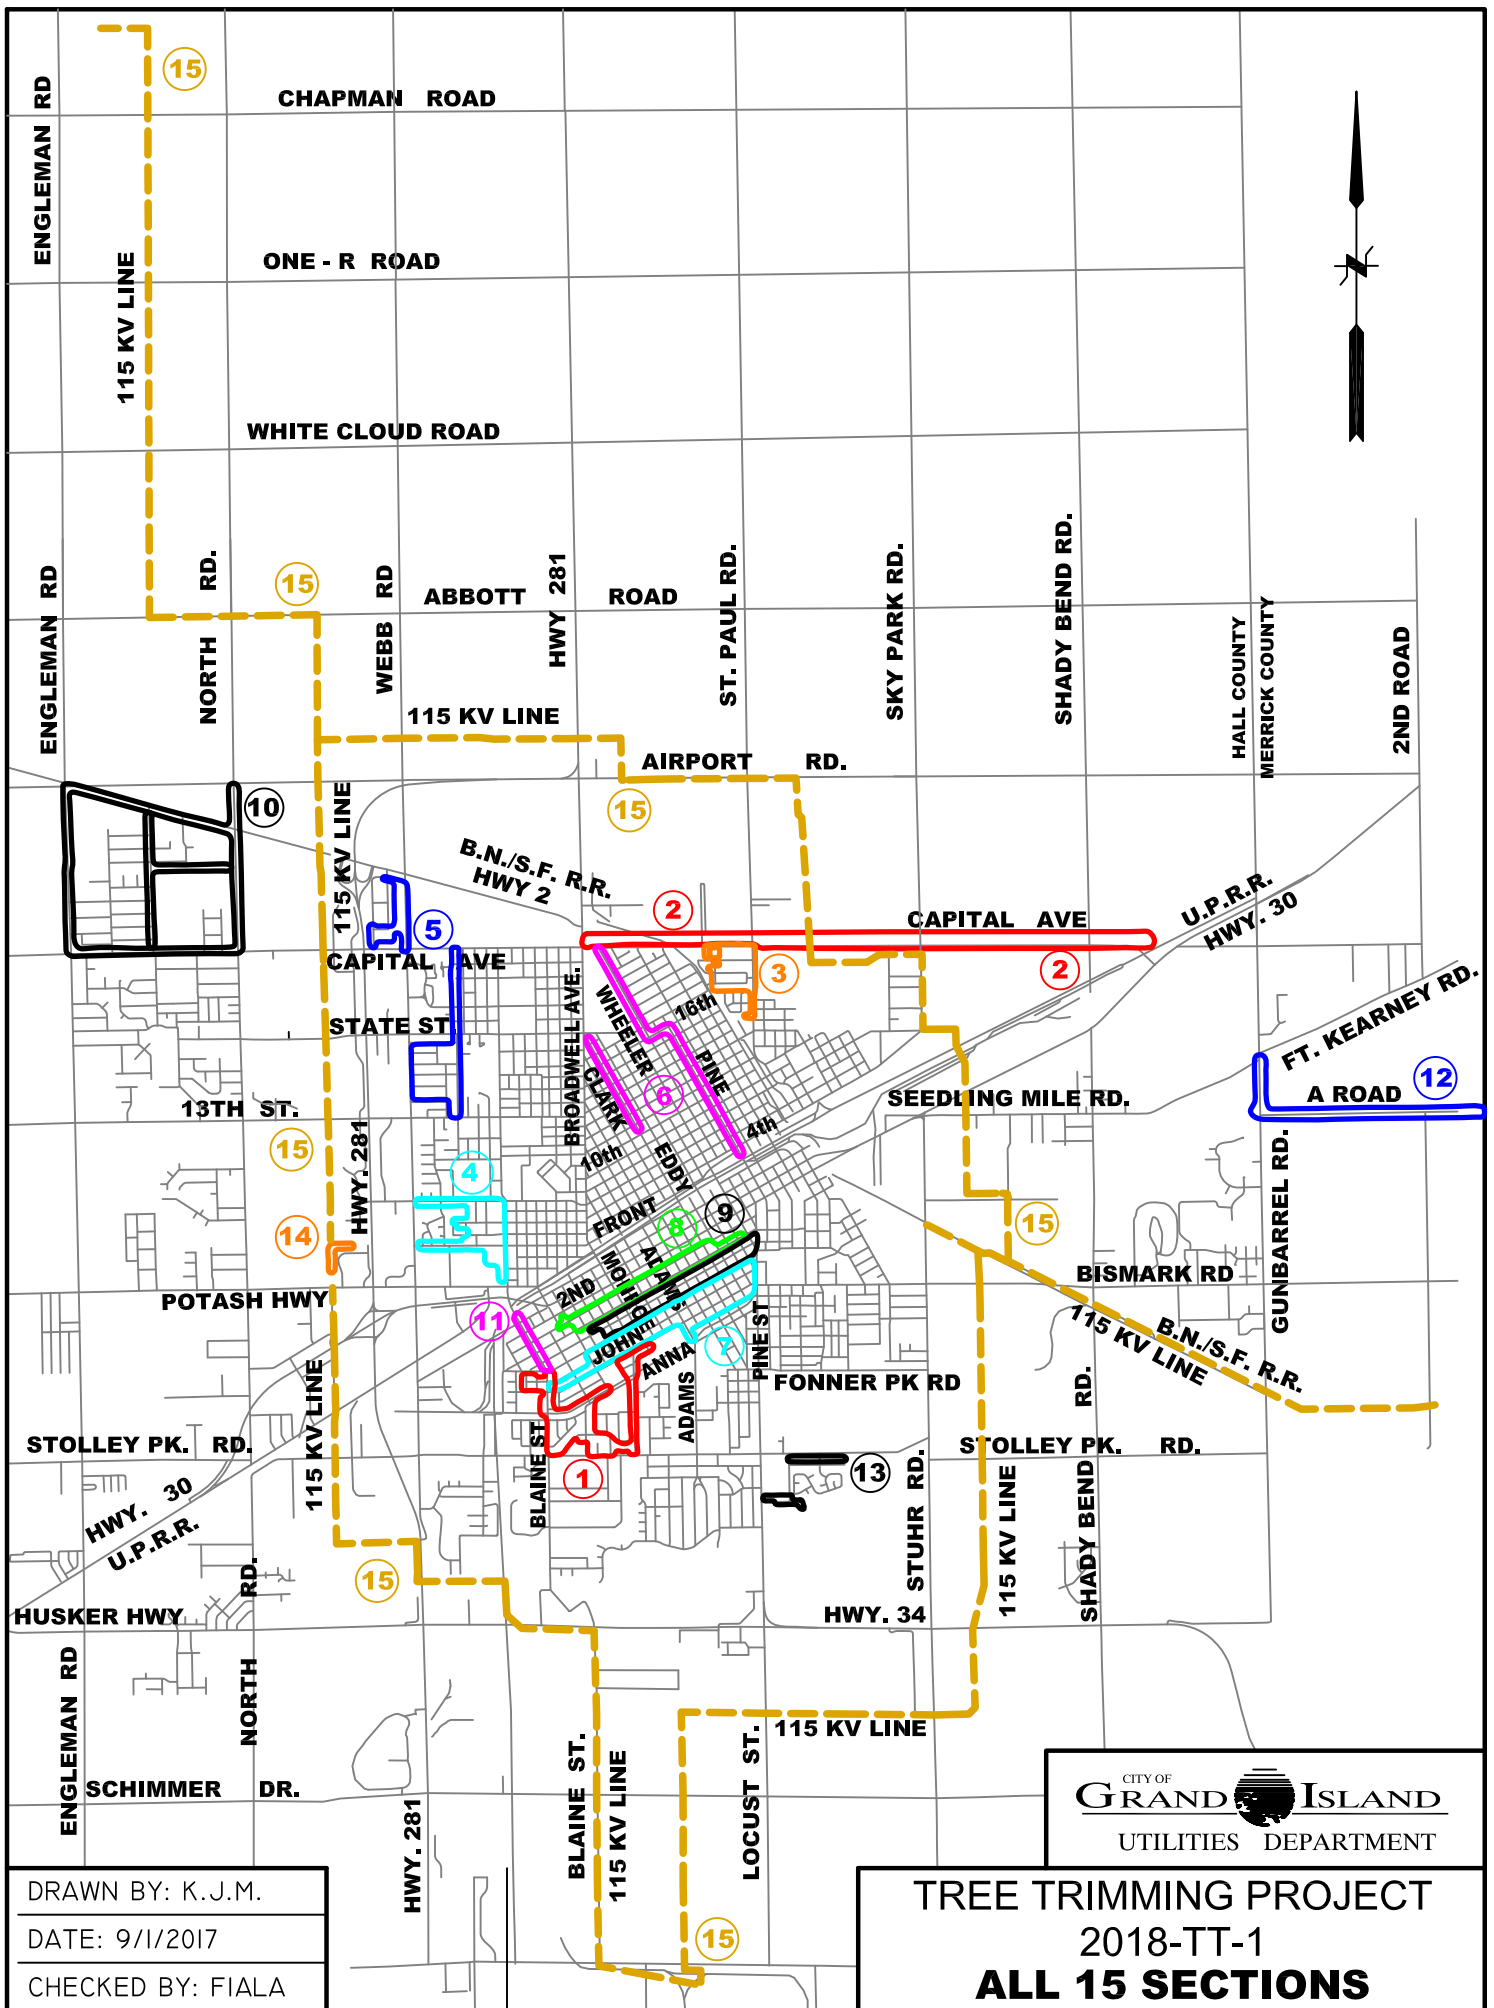 15
CHAPMAN ROAD
ENGLEMAN RD
ONE - R ROAD
115 KV LINE
WHITE CLOUD ROAD
ENGLEMAN RD
NORTH RD.
15
WEBB RD
ABBOTT ROAD
HWY 281
ST. PAUL RD.
SKY PARK RD.
SHADY BEND RD.
HALL COUNTY
MERRICK COUNTY
2ND ROAD
115 KV LINE
AIRPORT RD.
15
10
115 KV LINE
B.N./S.F. R.R.
HWY 2
2
CAPITAL AVE
U.P.R.R.
HWY. 30
5
CAPITAL AVE
3
2
BROADWELL AVE.
WHEELER
16th
PINE
STATE ST
CLARK
6
FT. KEARNEY RD.
12
A ROAD
SEEDLING MILE RD.
13TH ST.
4th
10th
EDDY
15
HWY. 281
4
FRONT
8
9
14
15
GUNBARREL RD.
BISMARK RD
POTASH HWY
2ND
MONROE
ADAMS
11
JOHN
ANNA
7
PINE ST
115 KV LINE
B.N./S.F. R.R.
FONNER PK RD
ADAMS
115 KV LINE
BLAINE ST
1
13
STOLLEY PK. RD.
STOLLEY PK. RD.
HWY. 30
U.P.R.R.
STUHR RD.
115 KV LINE
SHADY BEND RD.
15
HUSKER HWY
HWY. 34
ENGLEMAN RD
NORTH RD.
115 KV LINE
SCHIMMER DR.
HWY. 281
BLAINE ST.
115 KV LINE
LOCUST ST.
15
CITY OF
GRAND ISLAND
UTILITIES DEPARTMENT
DRAWN BY: K.J.M.
DATE: 9/1/2017
CHECKED BY: FIALA
TREE TRIMMING PROJECT
2018-TT-1
ALL 15 SECTIONS